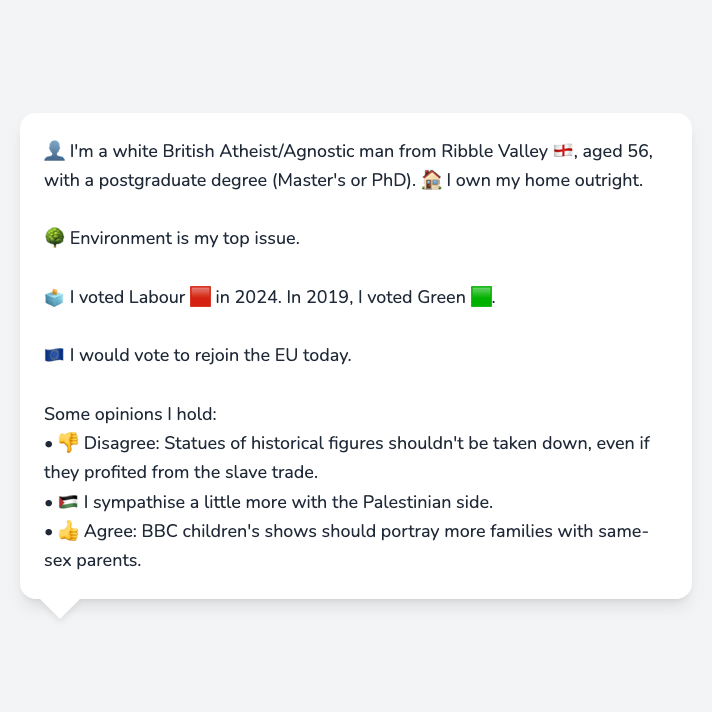 👤 I'm a white British Atheist/Agnostic man from Ribble Valley 🏴󠁧󠁢󠁥󠁮󠁧󠁿, aged 56,
with a postgraduate degree (Master's or PhD). 🏠 I own my home outright.
🌳 Environment is my top issue.
🗳️ I voted Labour 🟥 in 2024. In 2019, I voted Green 🟩.
🇪🇺 I would vote to rejoin the EU today.
Some opinions I hold:
• 👎 Disagree: Statues of historical figures shouldn't be taken down, even if
they profited from the slave trade.
• 🇵🇸 I sympathise a little more with the Palestinian side.
• 👍 Agree: BBC children's shows should portray more families with same-
sex parents.